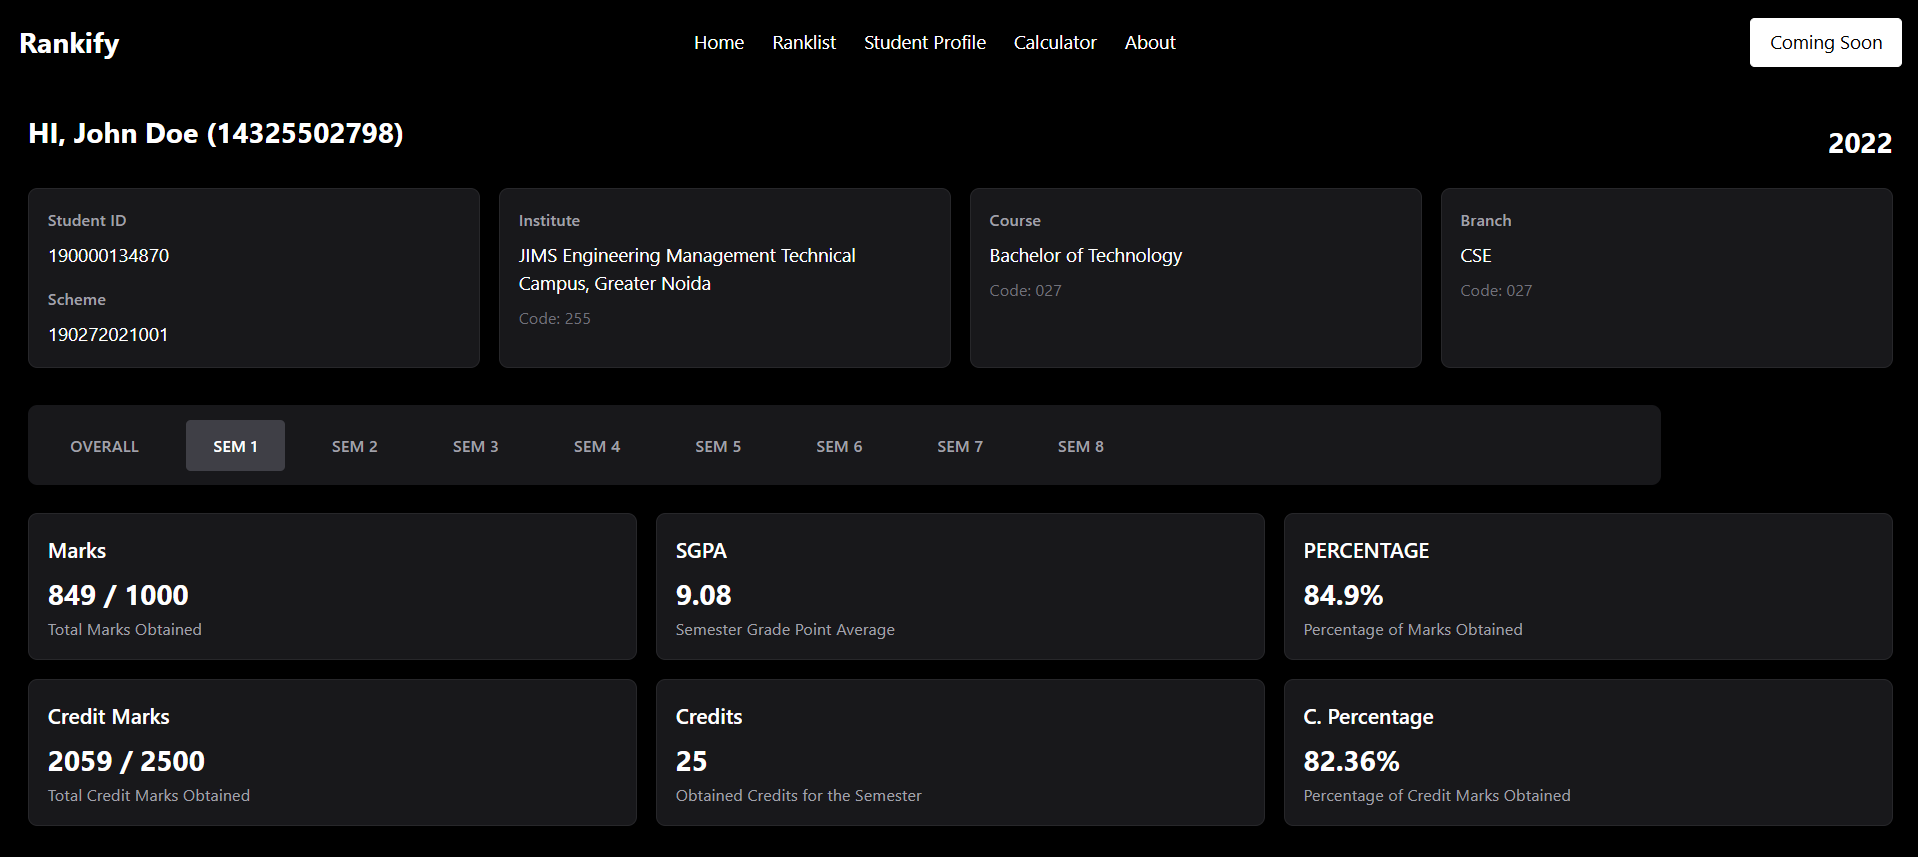 Rankify
Home Ranklist Student Profile Calculator About
Coming Soon
HI, John Doe (14325502798)
2022
Student ID
190000134870
Scheme
190272021001
Institute
JIMS Engineering Management Technical
Campus, Greater Noida
Code: 255
Course
Bachelor of Technology
Code: 027
Branch
CSE
Code: 027
OVERALL SEM 1 SEM 2 SEM 3 SEM 4 SEM 5 SEM 6 SEM 7 SEM 8
Marks
849 / 1000
Total Marks Obtained
SGPA
9.08
Semester Grade Point Average
PERCENTAGE
84.9%
Percentage of Marks Obtained
Credit Marks
2059 / 2500
Total Credit Marks Obtained
Credits
25
Obtained Credits for the Semester
C. Percentage
82.36%
Percentage of Credit Marks Obtained